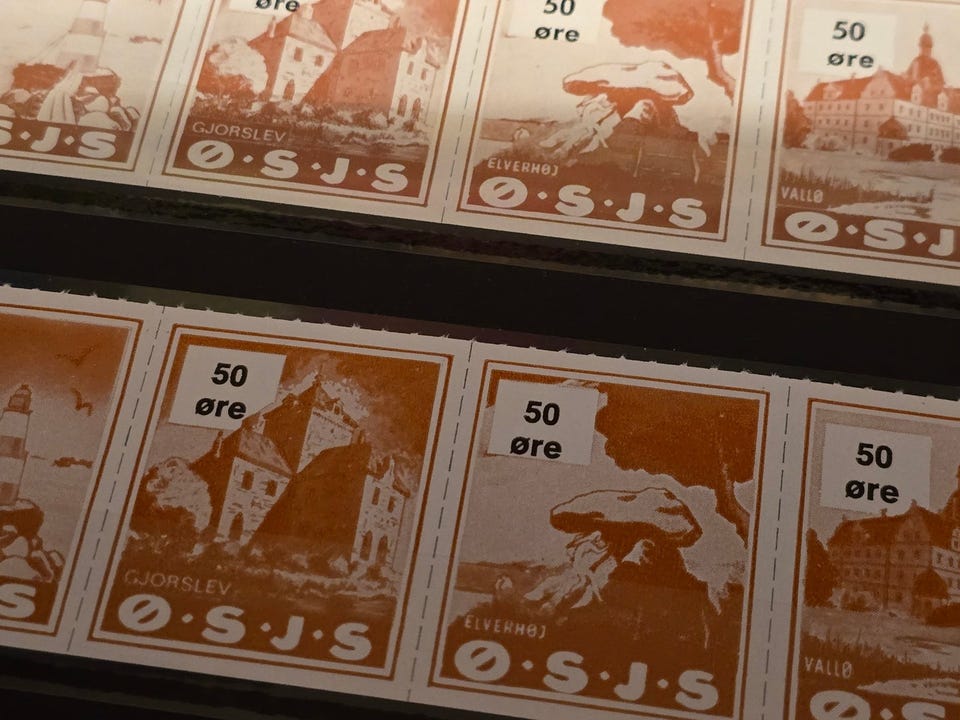 øre
50
øre
50
øre
S·J·S
GJORSLEV
Ø·S·J·S
ELVERHØJ
Ø·S·J·S
VALLØ
Ø·S·J
50
øre
50
øre
50
øre
S
GJORSLEV
Ø·S·J·S
ELVERHØJ
Ø·S·J·S
VALLØ
Ø·S